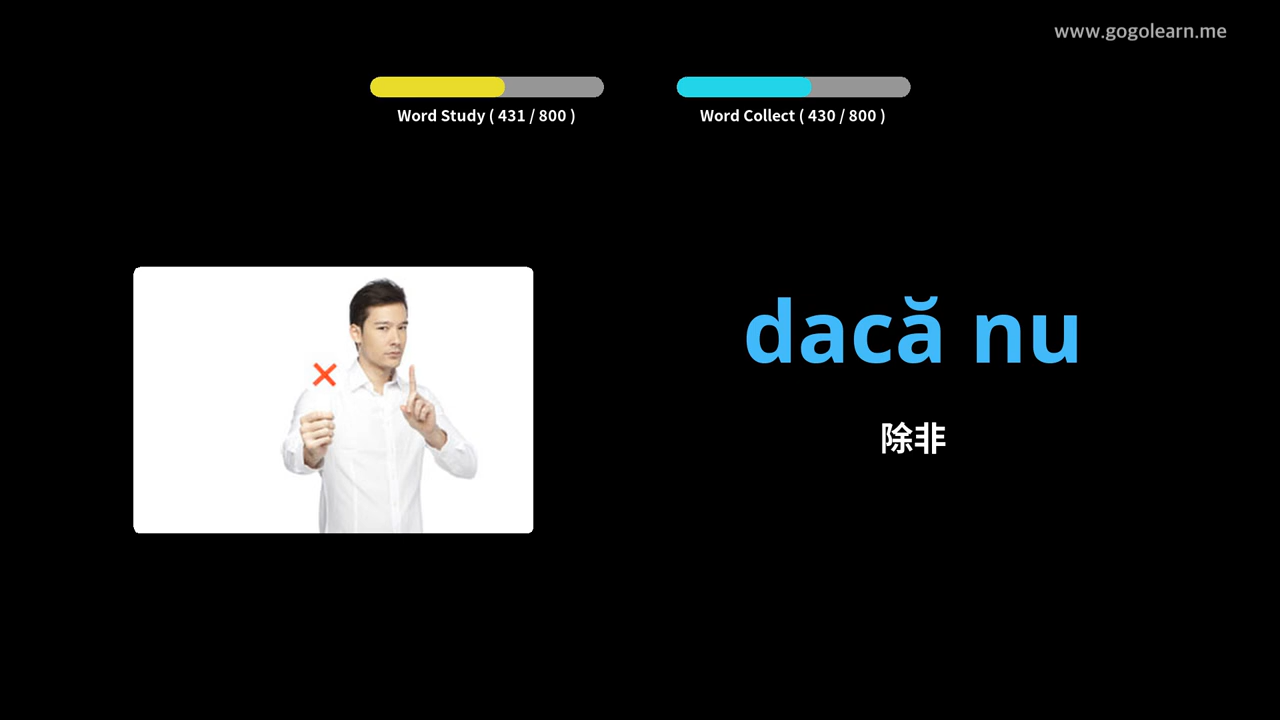 www.gogolearn.me
Word Study ( 431 / 800 )
Word Collect ( 430 / 800 )
dacă nu
除非